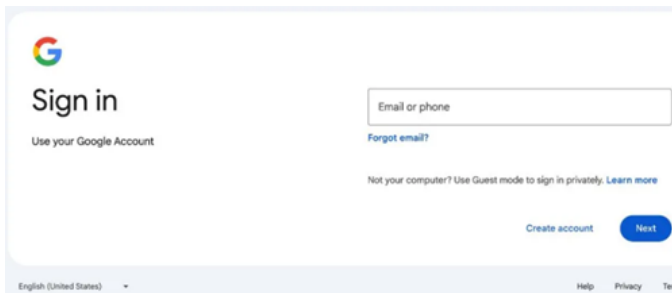 Sign in
Use your Google Account
Email or phone
Forgot email?
Not your computer? Use Guest mode to sign in privately. Learn more
Create account
Next
English (United States)
Help Privacy